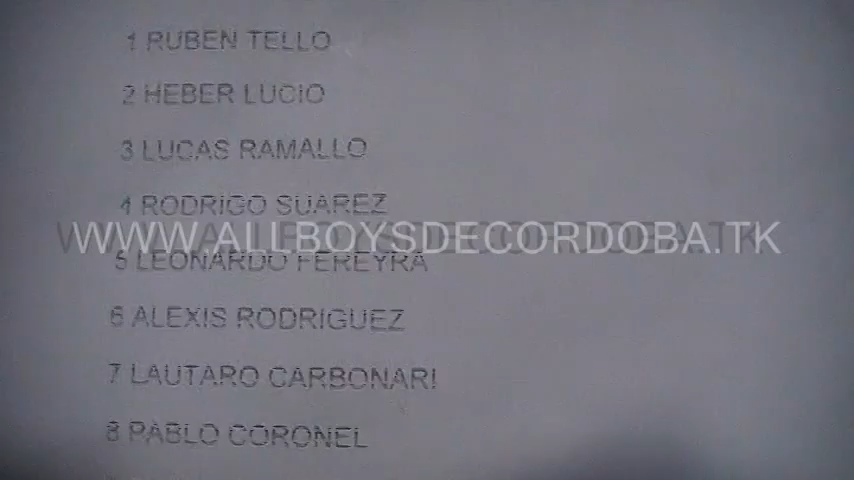 1 RUBEN TELLO
2 HEBER LUCIO
3 LUCAS RAMALLO
4 RODRIGO SUAREZ
WWW.ALLBOYSDECORDOBA.TK
5 LEONARDO FEREYRA
6 ALEXIS RODRIGUEZ
7 LAUTARO CARBONARI
8 PABLO CORONEL